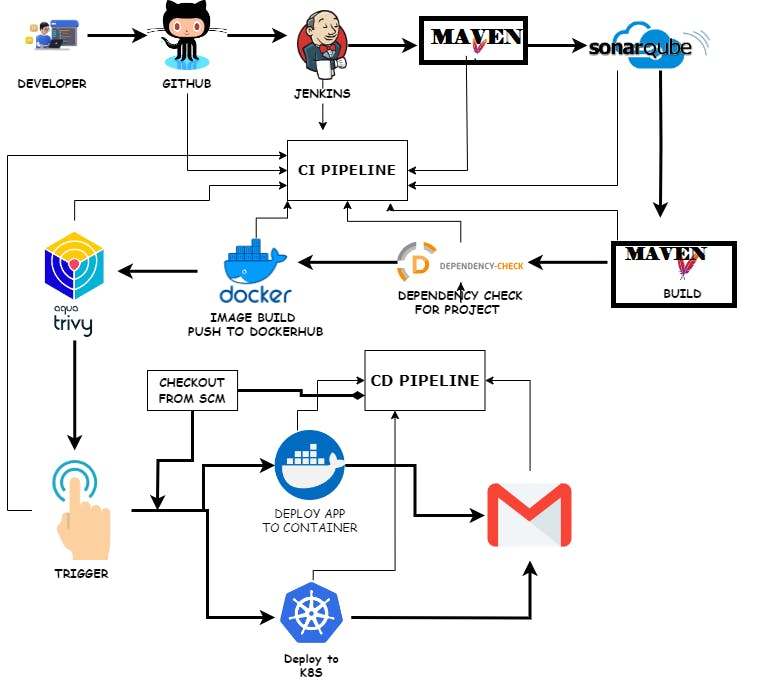 MAVEN
sonarqube
DEVELOPER
GITHUB
JENKINS
CI PIPELINE
MAVEN
BUILD
DEPENDENCY-CHECK
DEPENDENCY CHECK
FOR PROJECT
docker
IMAGE BUILD
PUSH TO DOCKERHUB
aqua
trivy
CHECKOUT
FROM SCM
CD PIPELINE
DEPLOY APP
TO CONTAINER
TRIGGER
Deploy to
K8S